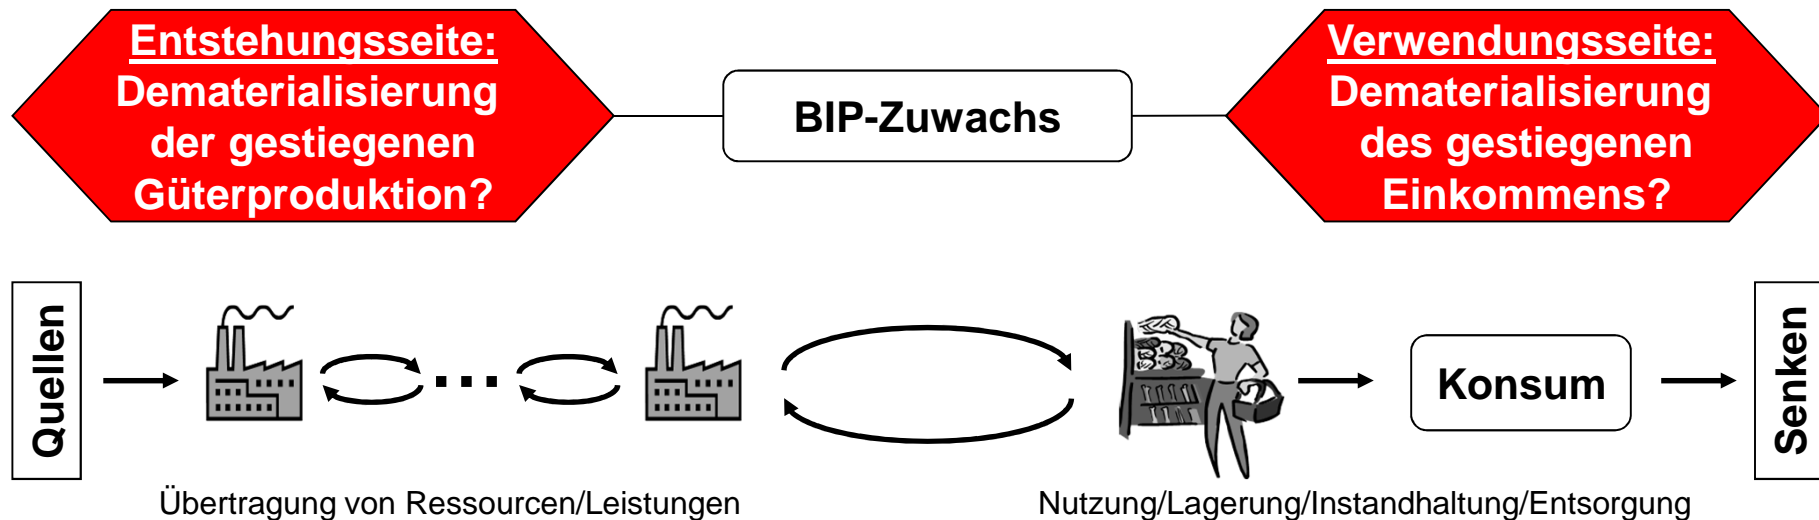 Entstehungsseite:
Dematerialisierung
der gestiegenen
Güterproduktion?
BIP-Zuwachs
Verwendungsseite:
Dematerialisierung
des gestiegenen
Einkommens?
Quellen
...
Konsum
Senken
Übertragung von Ressourcen/Leistungen
Nutzung/Lagerung/Instandhaltung/Entsorgung